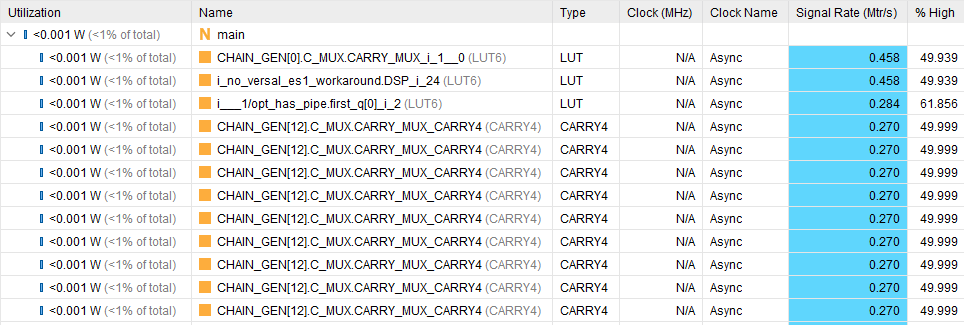 Utilization Name Type Clock (MHz) Clock Name Signal Rate (Mtr/s) % High
<0.001 W (<1% of total) N main
<0.001 W (<1% of total) CHAIN_GEN[0].C_MUX.CARRY_MUX_i_1__0 (LUT6) LUT N/A Async 0.458 49.939
<0.001 W (<1% of total) i_no_versal_es1_workaround.DSP_i_24 (LUT6) LUT N/A Async 0.458 49.939
<0.001 W (<1% of total) i___1/opt_has_pipe.first_q[0]_i_2 (LUT6) LUT N/A Async 0.284 61.856
<0.001 W (<1% of total) CHAIN_GEN[12].C_MUX.CARRY_MUX_CARRY4 (CARRY4) CARRY4 N/A Async 0.270 49.999
<0.001 W (<1% of total) CHAIN_GEN[12].C_MUX.CARRY_MUX_CARRY4 (CARRY4) CARRY4 N/A Async 0.270 49.999
<0.001 W (<1% of total) CHAIN_GEN[12].C_MUX.CARRY_MUX_CARRY4 (CARRY4) CARRY4 N/A Async 0.270 49.999
<0.001 W (<1% of total) CHAIN_GEN[12].C_MUX.CARRY_MUX_CARRY4 (CARRY4) CARRY4 N/A Async 0.270 49.999
<0.001 W (<1% of total) CHAIN_GEN[12].C_MUX.CARRY_MUX_CARRY4 (CARRY4) CARRY4 N/A Async 0.270 49.999
<0.001 W (<1% of total) CHAIN_GEN[12].C_MUX.CARRY_MUX_CARRY4 (CARRY4) CARRY4 N/A Async 0.270 49.999
<0.001 W (<1% of total) CHAIN_GEN[12].C_MUX.CARRY_MUX_CARRY4 (CARRY4) CARRY4 N/A Async 0.270 49.999
<0.001 W (<1% of total) CHAIN_GEN[12].C_MUX.CARRY_MUX_CARRY4 (CARRY4) CARRY4 N/A Async 0.270 49.999
<0.001 W (<1% of total) CHAIN_GEN[12].C_MUX.CARRY_MUX_CARRY4 (CARRY4) CARRY4 N/A Async 0.270 49.999